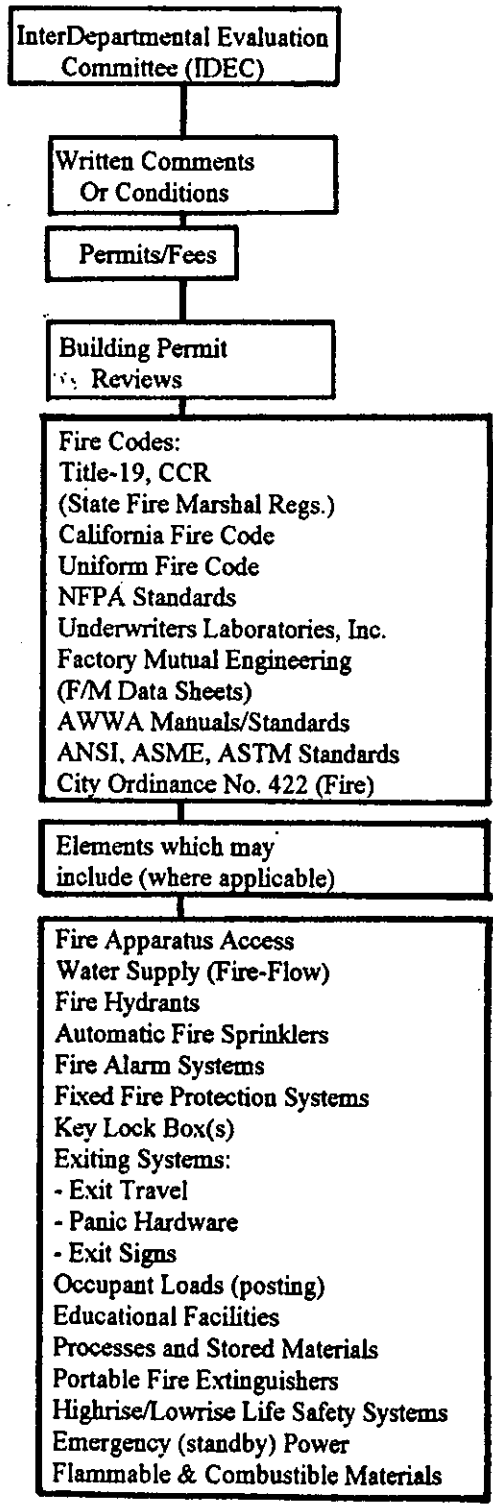 InterDepartmental Evaluation
Committee (IDEC)
Written Comments
Or Conditions
Permits/Fees
Building Permit
Reviews
Fire Codes:
Title-19, CCR
(State Fire Marshal Regs.)
California Fire Code
Uniform Fire Code
NFPA Standards
Underwriters Laboratories, Inc.
Factory Mutual Engineering
(F/M Data Sheets)
AWWA Manuals/Standards
ANSI, ASME, ASTM Standards
City Ordinance No. 422 (Fire)
Elements which may
include (where applicable)
Fire Apparatus Access
Water Supply (Fire-Flow)
Fire Hydrants
Automatic Fire Sprinklers
Fire Alarm Systems
Fixed Fire Protection Systems
Key Lock Box(s)
Exiting Systems:
- Exit Travel
- Panic Hardware
- Exit Signs
Occupant Loads (posting)
Educational Facilities
Processes and Stored Materials
Portable Fire Extinguishers
Highrise/Lowrise Life Safety Systems
Emergency (standby) Power
Flammable & Combustible Materials